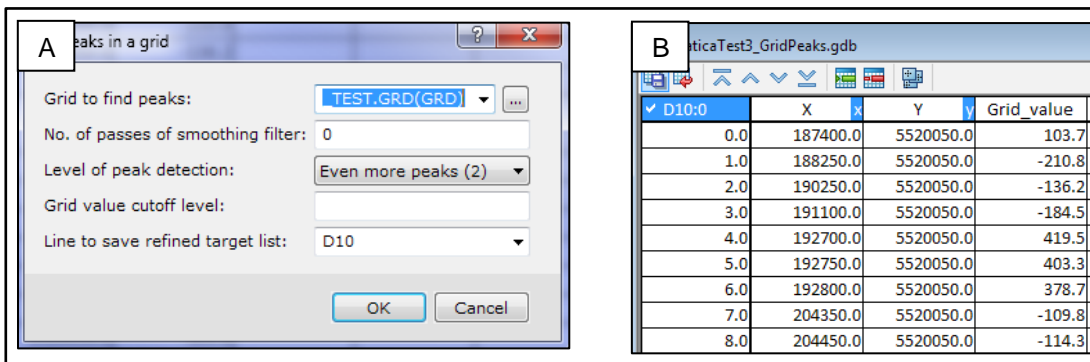 A
eaks in a grid
Grid to find peaks: _TEST.GRD(GRD) ...
No. of passes of smoothing filter: 0
Level of peak detection: Even more peaks (2)
Grid value cutoff level:
Line to save refined target list: D10
OK Cancel
B
aticaTest3_GridPeaks.gdb
✓ D10:0 X x Y y Grid_value
0.0 187400.0 5520050.0 103.7
1.0 188250.0 5520050.0 -210.8
2.0 190250.0 5520050.0 -136.2
3.0 191100.0 5520050.0 -184.5
4.0 192700.0 5520050.0 419.5
5.0 192750.0 5520050.0 403.3
6.0 192800.0 5520050.0 378.7
7.0 204350.0 5520050.0 -109.8
8.0 204450.0 5520050.0 -114.3